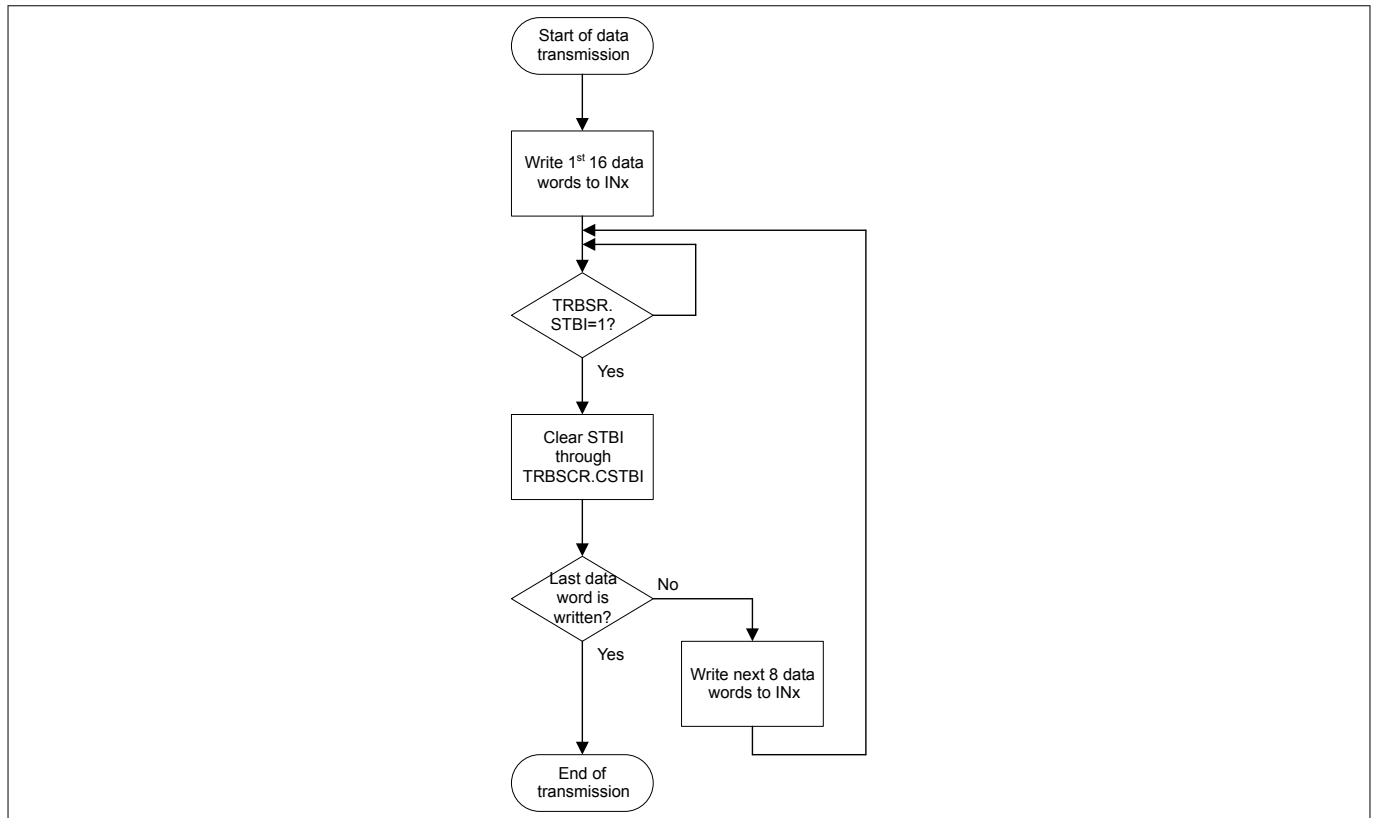 Start of data
transmission
Write 1st 16 data
words to INx
TRBSR.
STBI=1?
Yes
Clear STBI
through
TRBSCR.CSTBI
Last data
word is
written?
No
Yes
Write next 8 data
words to INx
End of
transmission